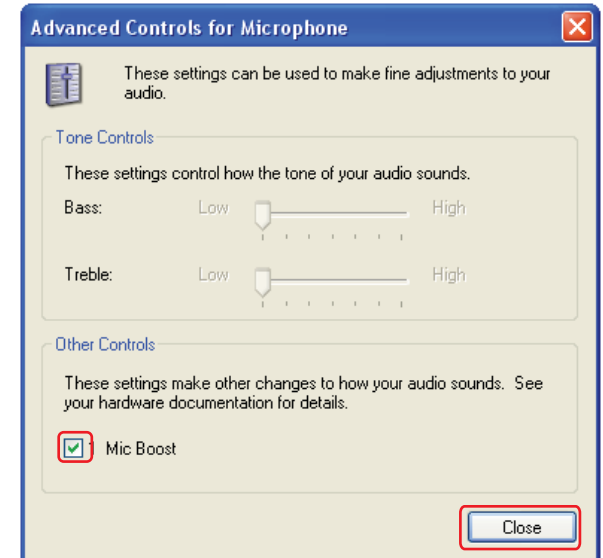 Advanced Controls for Microphone
These settings can be used to make fine adjustments to your
audio.
Tone Controls
These settings control how the tone of your audio sounds.
Bass: Low High
Treble: Low High
Other Controls
These settings make other changes to how your audio sounds. See
your hardware documentation for details.
1 Mic Boost
Close